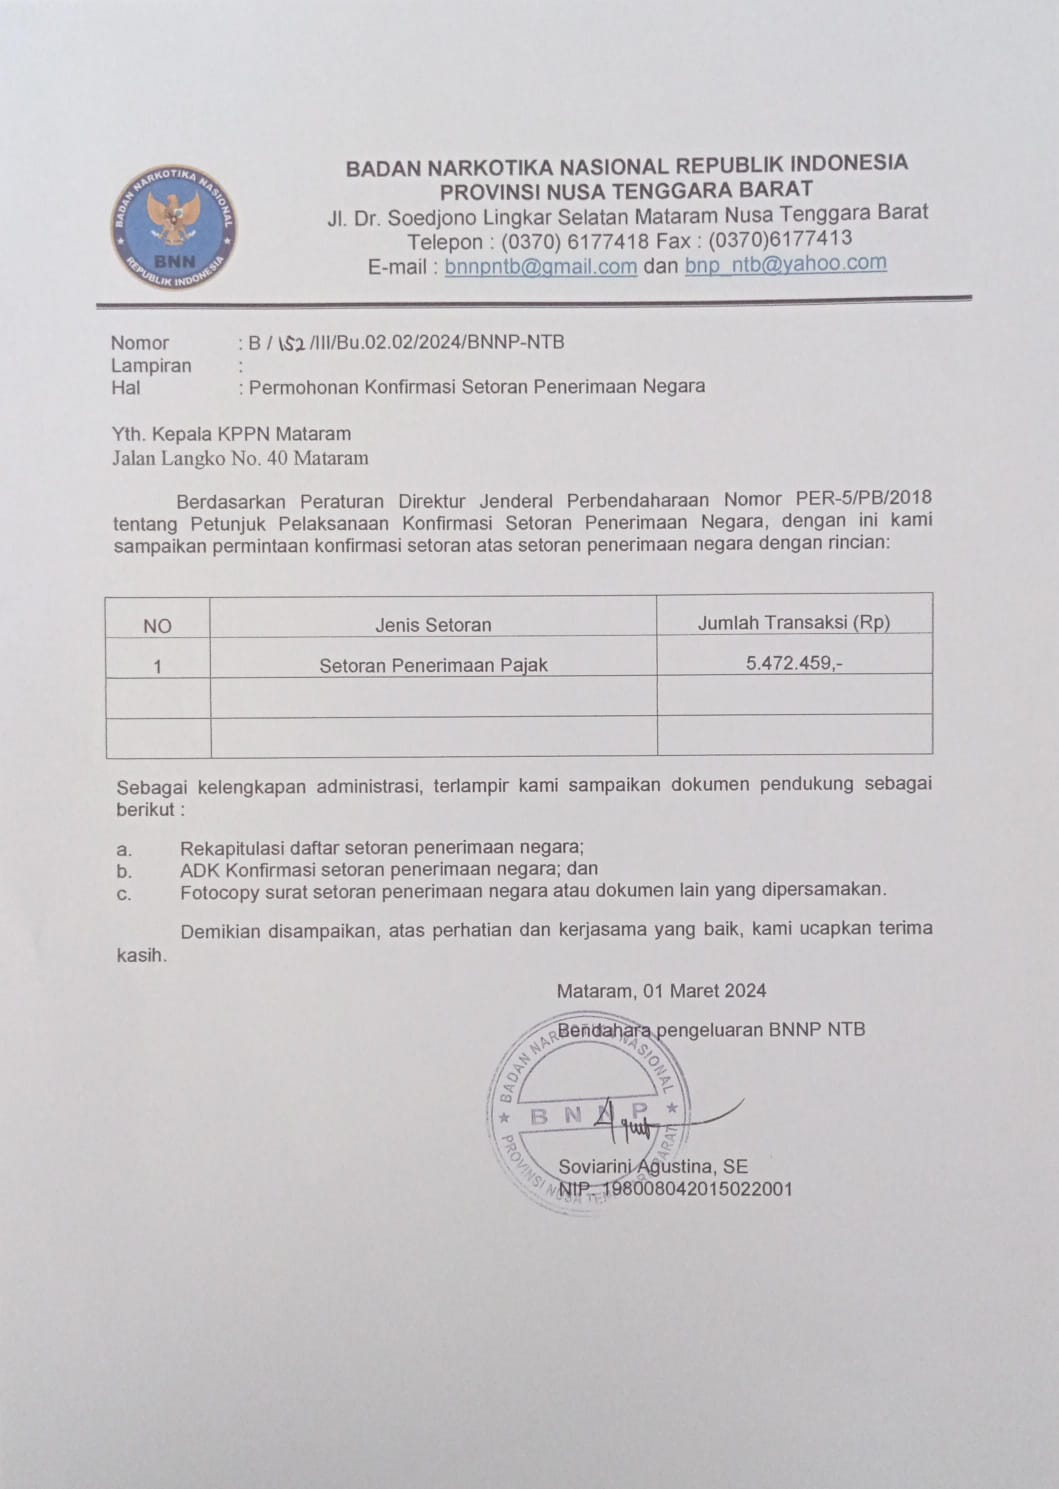 BADAN NARKOTIKA NASIONAL
REPUBLIK INDONESIA
BNN
BADAN NARKOTIKA NASIONAL REPUBLIK INDONESIA
PROVINSI NUSA TENGGARA BARAT
Jl. Dr. Soedjono Lingkar Selatan Mataram Nusa Tenggara Barat
Telepon : (0370) 6177418 Fax : (0370)6177413
E-mail : bnnpntb@gmail.com dan bnp_ntb@yahoo.com
Nomor : B / 152 /III/Bu.02.02/2024/BNNP-NTB
Lampiran :
Hal : Permohonan Konfirmasi Setoran Penerimaan Negara
Yth. Kepala KPPN Mataram
Jalan Langko No. 40 Mataram
Berdasarkan Peraturan Direktur Jenderal Perbendaharaan Nomor PER-5/PB/2018
tentang Petunjuk Pelaksanaan Konfirmasi Setoran Penerimaan Negara, dengan ini kami
sampaikan permintaan konfirmasi setoran atas setoran penerimaan negara dengan rincian:
NO Jenis Setoran Jumlah Transaksi (Rp)
1 Setoran Penerimaan Pajak 5.472.459,-
Sebagai kelengkapan administrasi, terlampir kami sampaikan dokumen pendukung sebagai
berikut :
a. Rekapitulasi daftar setoran penerimaan negara;
b. ADK Konfirmasi setoran penerimaan negara; dan
c. Fotocopy surat setoran penerimaan negara atau dokumen lain yang dipersamakan.
Demikian disampaikan, atas perhatian dan kerjasama yang baik, kami ucapkan terima
kasih.
Mataram, 01 Maret 2024
Bendahara pengeluaran BNNP NTB
BADAN NARKOTIKA NASIONAL
BNNP
PROVINSI NUSA TENGGARA BARAT
Soviarini Agustina, SE
NIP. 198008042015022001